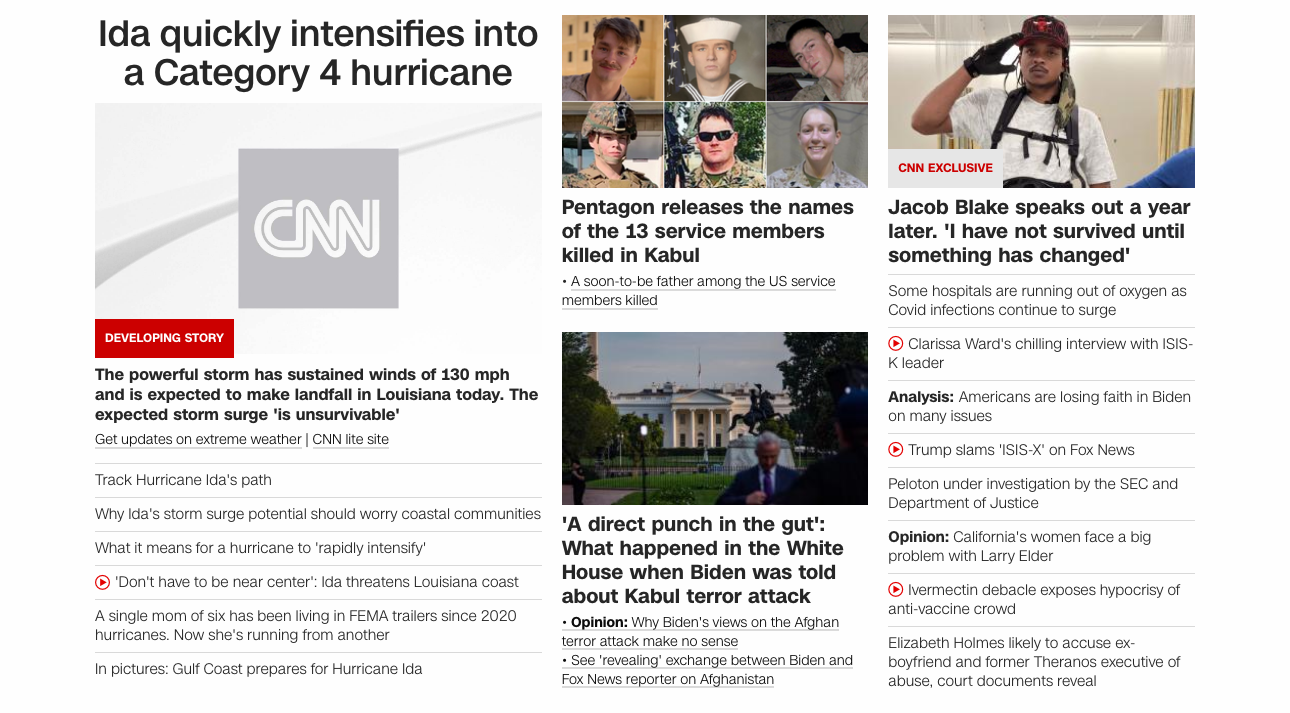 Ida quickly intensifies into
a Category 4 hurricane
CNN
DEVELOPING STORY
The powerful storm has sustained winds of 130 mph
and is expected to make landfall in Louisiana today. The
expected storm surge 'is unsurvivable'
Get updates on extreme weather | CNN lite site
Track Hurricane Ida's path
Why Ida's storm surge potential should worry coastal communities
What it means for a hurricane to 'rapidly intensify'
'Don't have to be near center': Ida threatens Louisiana coast
A single mom of six has been living in FEMA trailers since 2020
hurricanes. Now she's running from another
In pictures: Gulf Coast prepares for Hurricane Ida
Pentagon releases the names
of the 13 service members
killed in Kabul
• A soon-to-be father among the US service
members killed
'A direct punch in the gut':
What happened in the White
House when Biden was told
about Kabul terror attack
• Opinion: Why Biden's views on the Afghan
terror attack make no sense
• See 'revealing' exchange between Biden and
Fox News reporter on Afghanistan
CNN EXCLUSIVE
Jacob Blake speaks out a year
later. 'I have not survived until
something has changed'
Some hospitals are running out of oxygen as
Covid infections continue to surge
Clarissa Ward's chilling interview with ISIS-
K leader
Analysis: Americans are losing faith in Biden
on many issues
Trump slams 'ISIS-X' on Fox News
Peloton under investigation by the SEC and
Department of Justice
Opinion: California's women face a big
problem with Larry Elder
Ivermectin debacle exposes hypocrisy of
anti-vaccine crowd
Elizabeth Holmes likely to accuse ex-
boyfriend and former Theranos executive of
abuse, court documents reveal